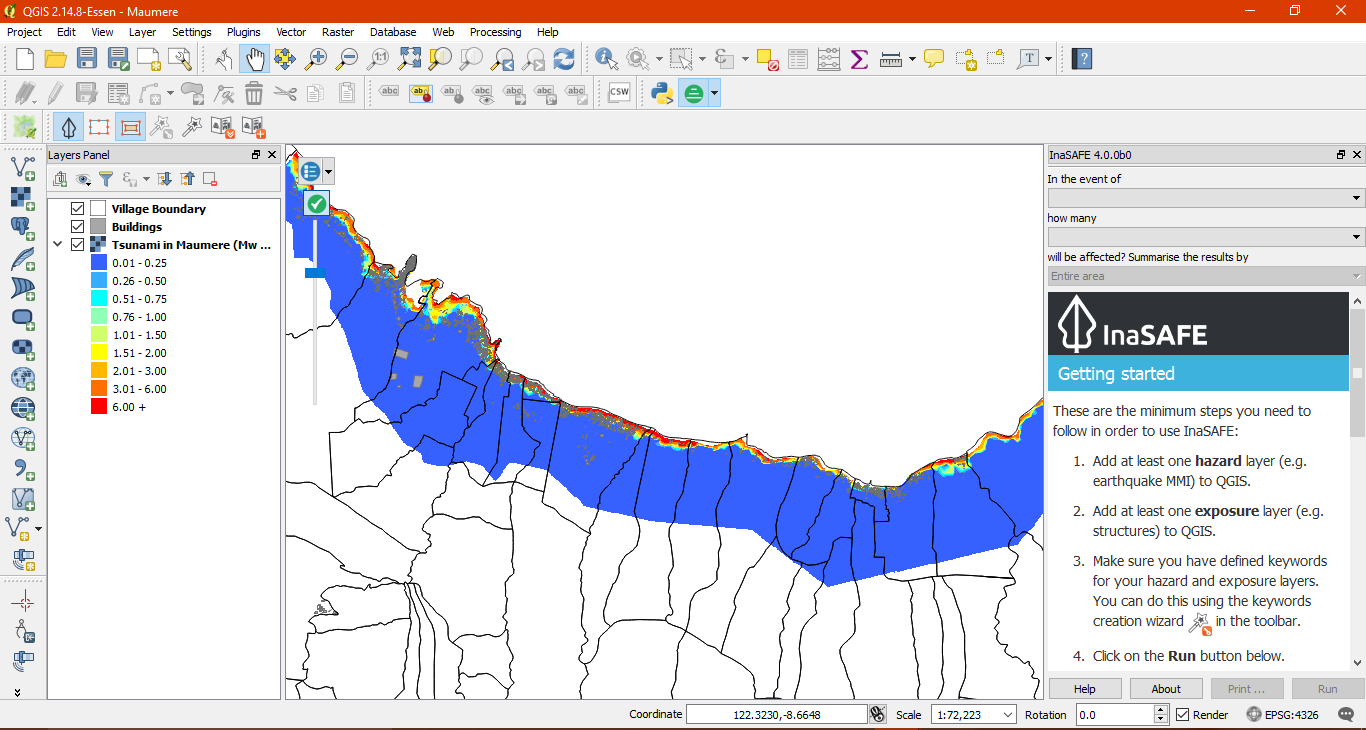 QGIS 2.14.8-Essen - Maumere
Project Edit View Layer Settings Plugins Vector Raster Database Web Processing Help
1:1
T
?
abc abc abc abc abc abc abc CSW
Layers Panel
Village Boundary
Buildings
Tsunami in Maumere (Mw ...
0.01 - 0.25
0.26 - 0.50
0.51 - 0.75
0.76 - 1.00
1.01 - 1.50
1.51 - 2.00
2.01 - 3.00
3.01 - 6.00
6.00 +
InaSAFE 4.0.0b0
In the event of
how many
will be affected? Summarise the results by
Entire area
InaSAFE
Getting started
These are the minimum steps you need to
follow in order to use InaSAFE:
1. Add at least one hazard layer (e.g.
earthquake MMI) to QGIS.
2. Add at least one exposure layer (e.g.
structures) to QGIS.
3. Make sure you have defined keywords
for your hazard and exposure layers.
You can do this using the keywords
creation wizard in the toolbar.
4. Click on the Run button below.
Help About Print ... Run
Coordinate 122.3230,-8.6648 Scale 1:72,223 Rotation 0.0 Render EPSG:4326